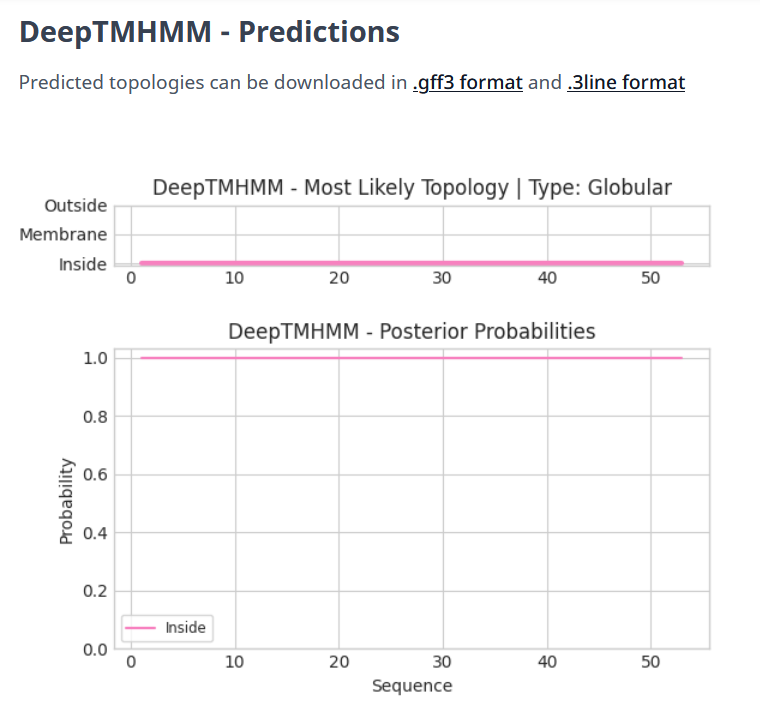 DeepTMHMM - Predictions
Predicted topologies can be downloaded in .gff3 format and .3line format
DeepTMHMM - Most Likely Topology | Type: Globular
Outside
Membrane
Inside
0 10 20 30 40 50
DeepTMHMM - Posterior Probabilities
1.0
0.8
0.6
0.4
0.2
0.0
Probability
Inside
0 10 20 30 40 50
Sequence